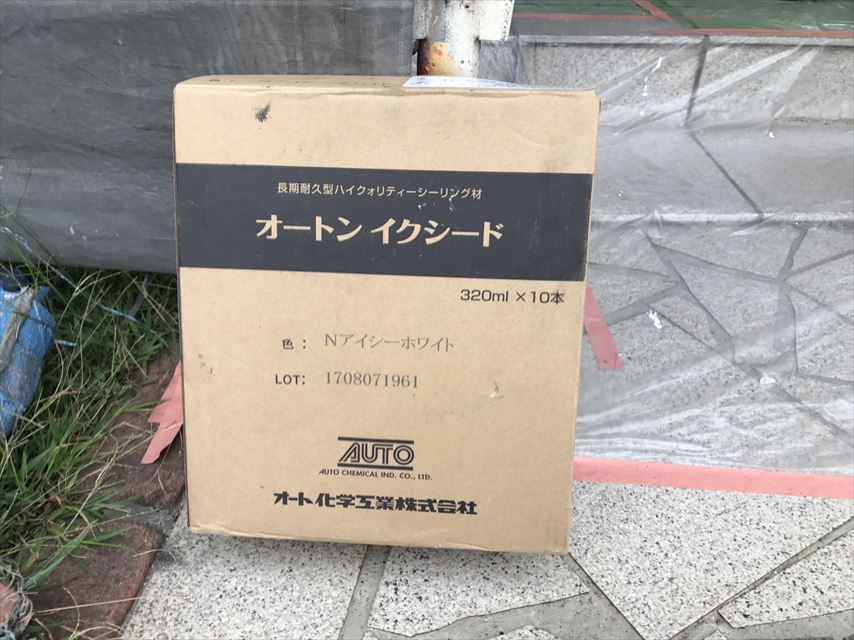 長期耐久型ハイクォリティーシーリング材
オートン イクシード
320ml ×10本
色: Nアイシーホワイト
LOT: 1708071961
AUTO
AUTO CHEMICAL IND. CO., LTD.
オート化学工業株式会社